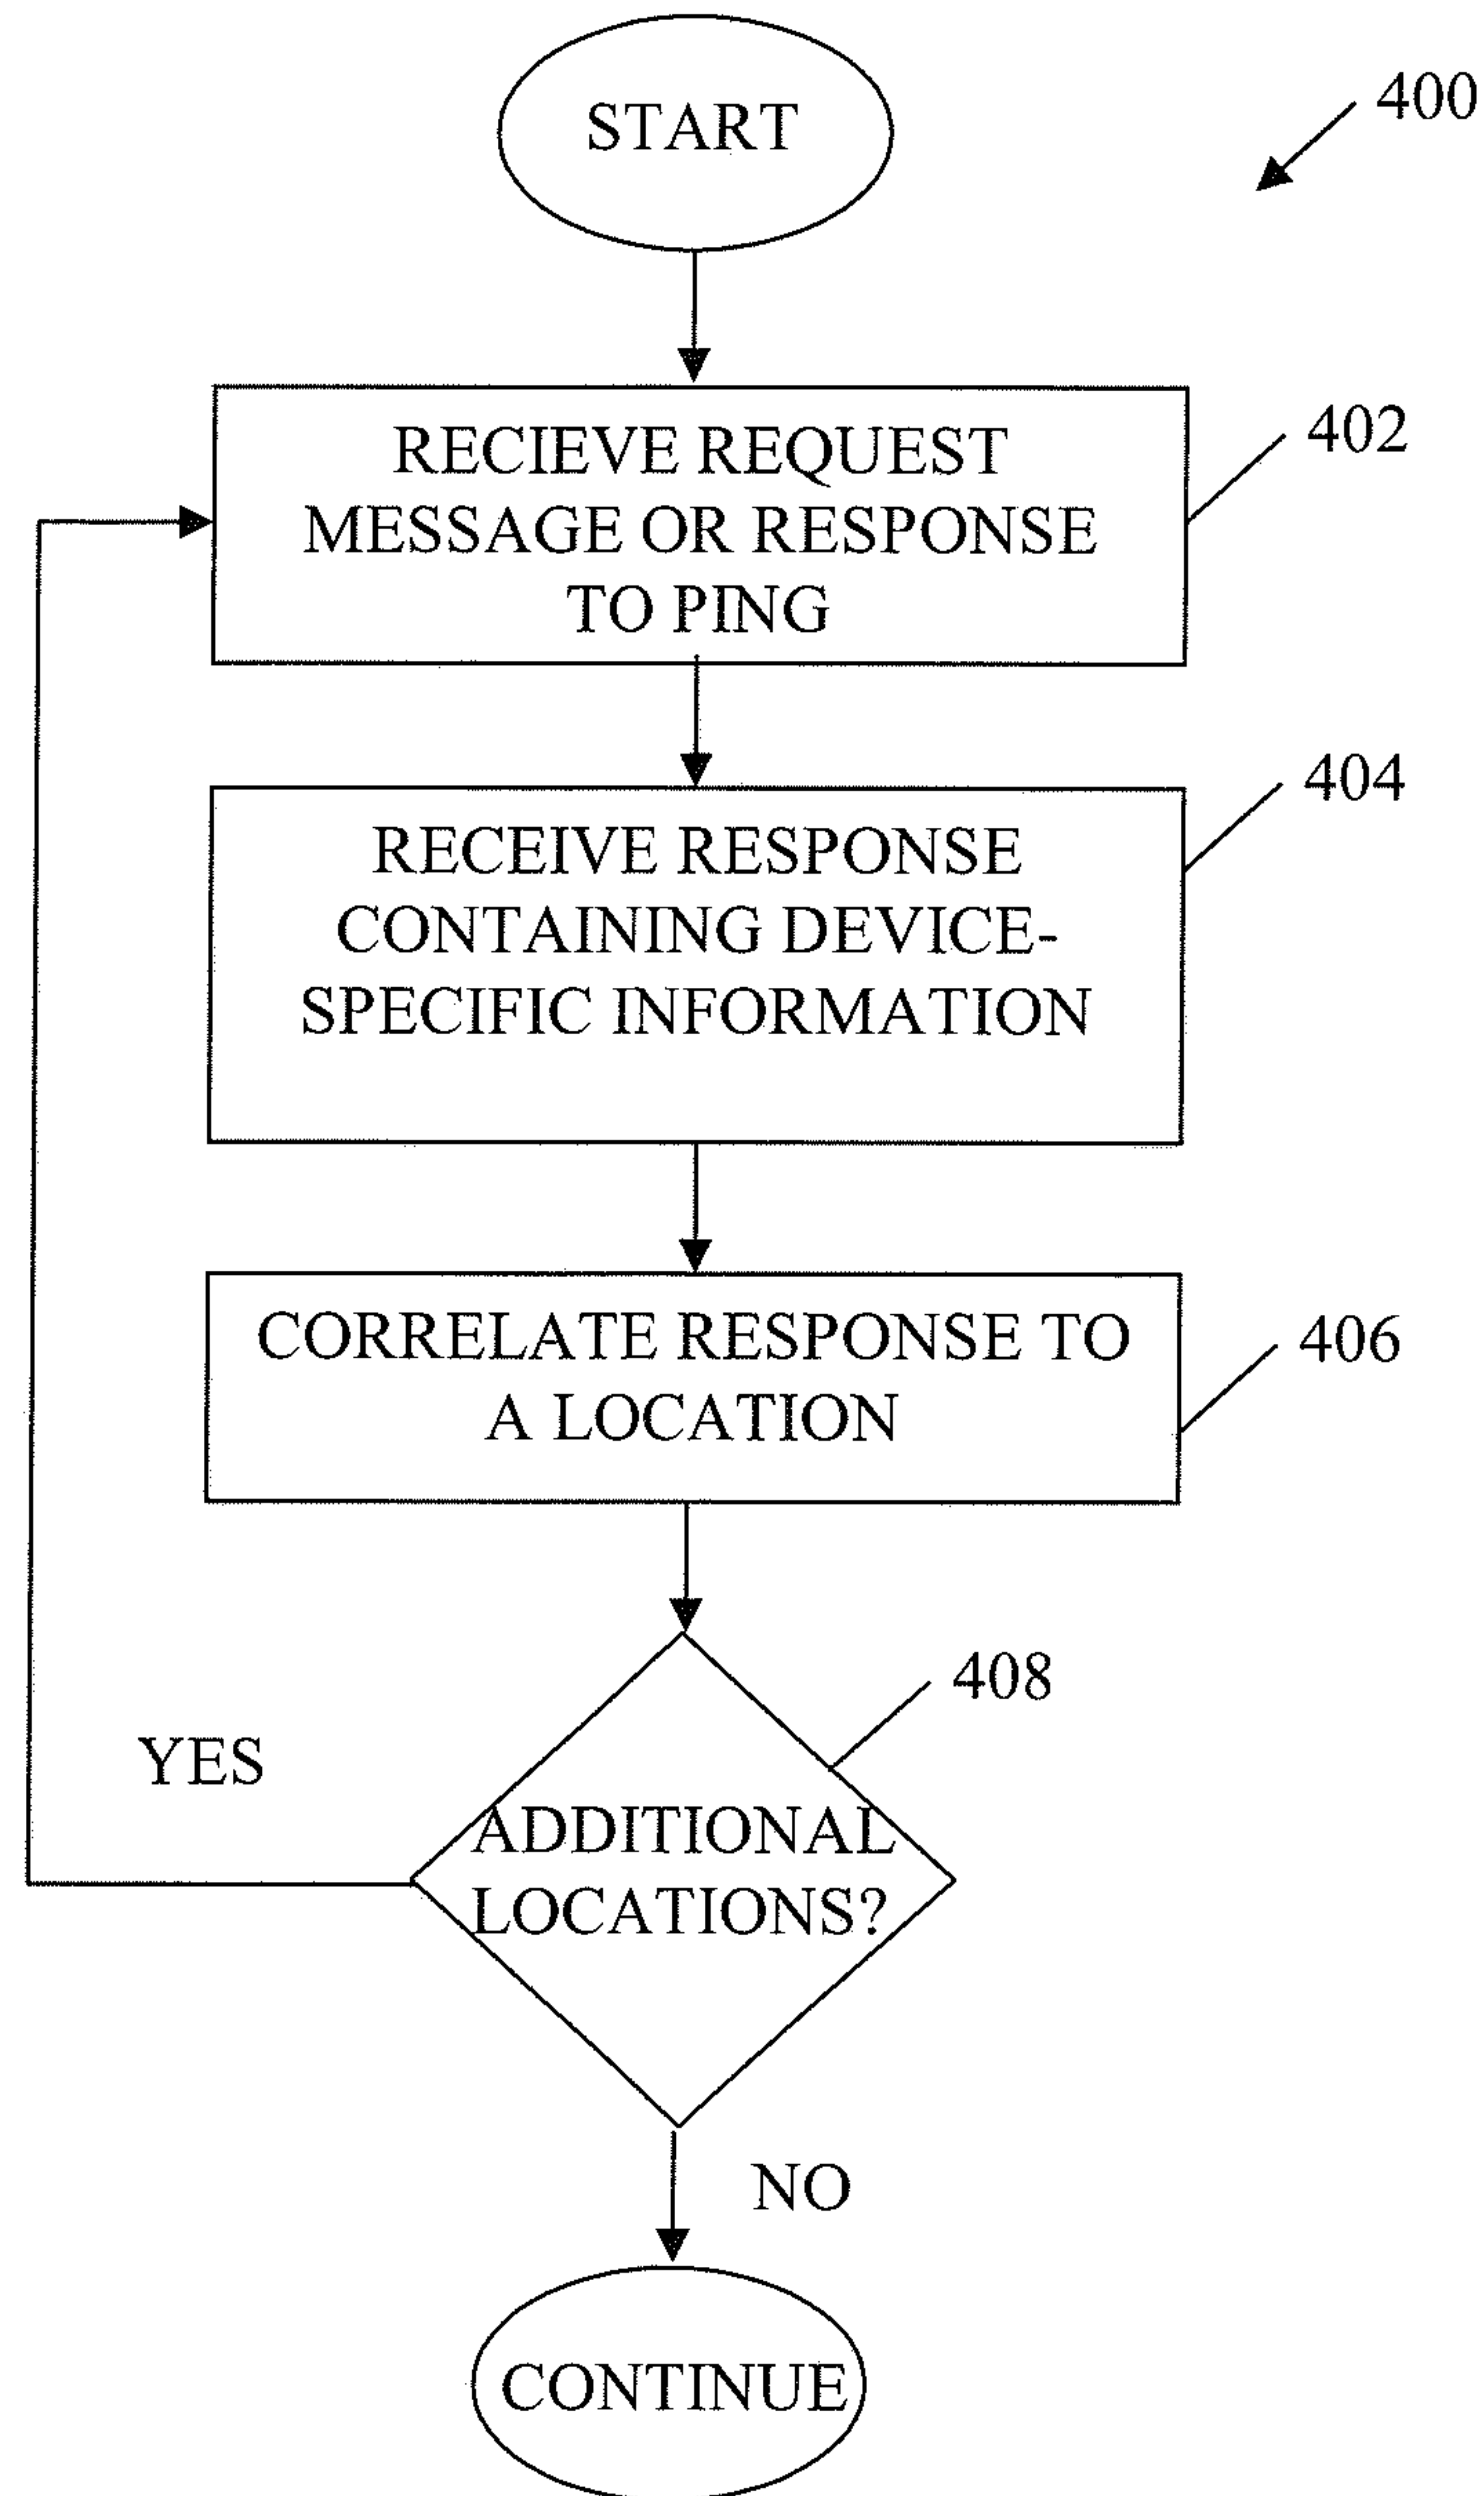 START
400
RECIEVE REQUEST
MESSAGE OR RESPONSE
TO PING
402
RECEIVE RESPONSE
CONTAINING DEVICE-
SPECIFIC INFORMATION
404
CORRELATE RESPONSE TO
A LOCATION
406
408
YES
ADDITIONAL
LOCATIONS?
NO
CONTINUE